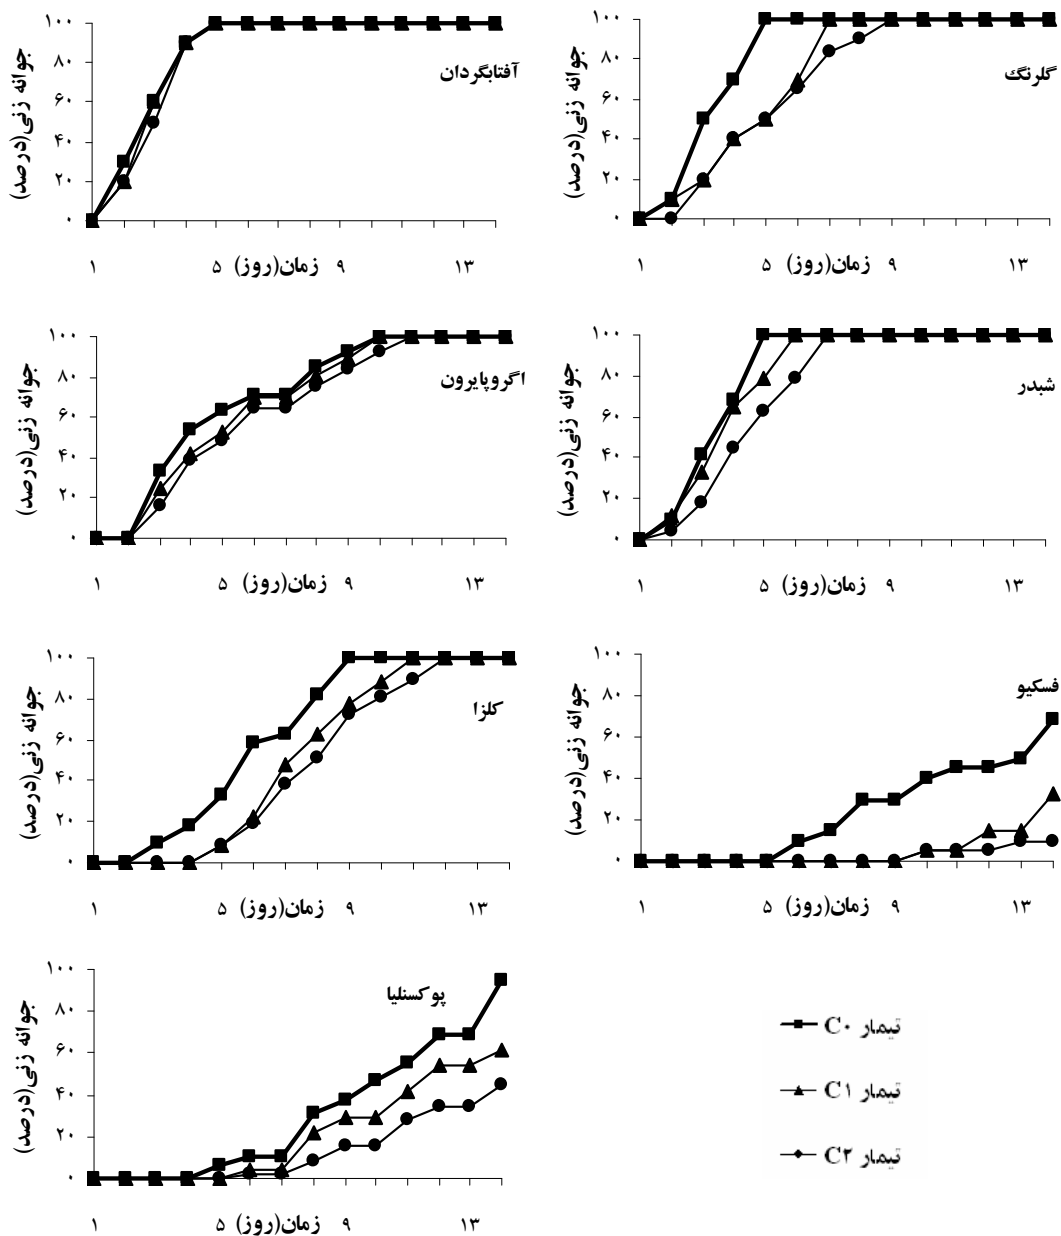 ۱۰۰
۸۰
۶۰
۴۰
۲۰
۰
جوانه زنی(درصد)
آفتابگردان
۱ ۵ زمان(روز) ۹ ۱۳
۱۰۰
۸۰
۶۰
۴۰
۲۰
۰
جوانه زنی(درصد)
گلرنگ
۱ ۵ زمان(روز) ۹ ۱۳
۱۰۰
۸۰
۶۰
۴۰
۲۰
۰
جوانه زنی(درصد)
اگروپایرون
۱ ۵ زمان(روز) ۹ ۱۳
۱۰۰
۸۰
۶۰
۴۰
۲۰
۰
جوانه زنی(درصد)
شبدر
۱ ۵ زمان(روز) ۹ ۱۳
۱۰۰
۸۰
۶۰
۴۰
۲۰
۰
جوانه زنی(درصد)
کلزا
۱ ۵ زمان(روز) ۹ ۱۳
۱۰۰
۸۰
۶۰
۴۰
۲۰
۰
جوانه زنی(درصد)
فسکیو
۱ ۵ زمان(روز) ۹ ۱۳
۱۰۰
۸۰
۶۰
۴۰
۲۰
۰
جوانه زنی(درصد)
پوکسنلیا
۱ ۵ زمان(روز) ۹ ۱۳
تیمار C۰
تیمار C۱
تیمار C۲